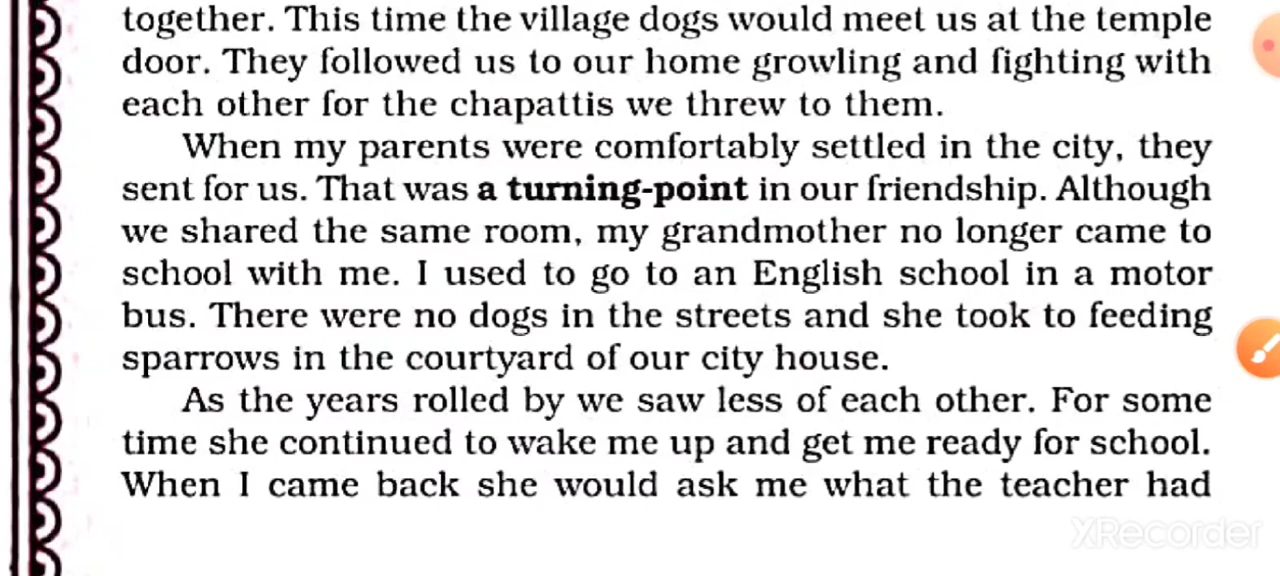 together. This time the village dogs would meet us at the temple
door. They followed us to our home growling and fighting with
each other for the chapattis we threw to them.
When my parents were comfortably settled in the city, they
sent for us. That was a turning-point in our friendship. Although
we shared the same room, my grandmother no longer came to
school with me. I used to go to an English school in a motor
bus. There were no dogs in the streets and she took to feeding
sparrows in the courtyard of our city house.
As the years rolled by we saw less of each other. For some
time she continued to wake me up and get me ready for school.
When I came back she would ask me what the teacher had
XRecorder